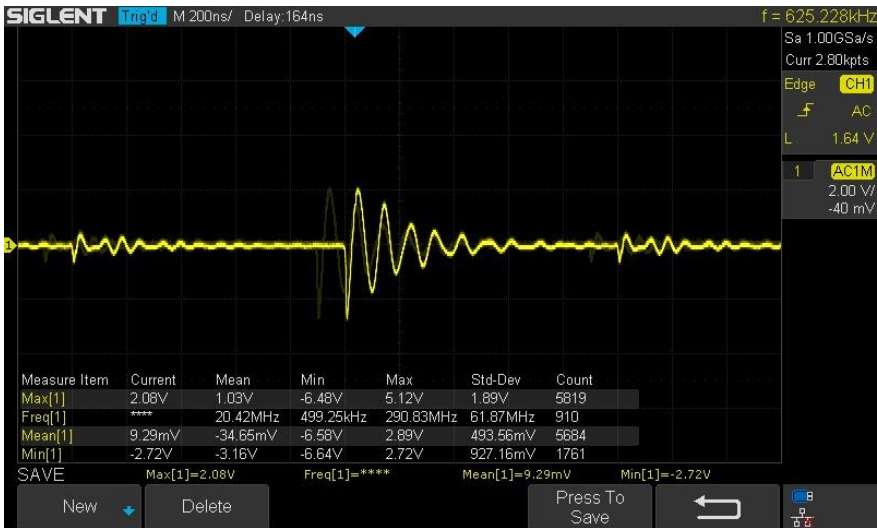 SIGLENT Trig'd M 200ns/ Delay:164ns f = 625.228kHz
Sa 1.00GSa/s
Curr 2.80kpts
Edge CH1
AC
L 1.64 V
1 AC1M
2.00 V/
-40 mV
1
Measure Item Current Mean Min Max Std-Dev Count
Max[1] 2.08V 1.03V -6.48V 5.12V 1.89V 5819
Freq[1] **** 20.42MHz 499.25kHz 290.83MHz 61.87MHz 910
Mean[1] 9.29mV -34.65mV -6.58V 2.89V 493.56mV 5684
Min[1] -2.72V -3.16V -6.64V 2.72V 927.16mV 1761
SAVE Max[1]=2.08V Freq[1]=**** Mean[1]=9.29mV Min[1]=-2.72V
New Delete Press To
Save